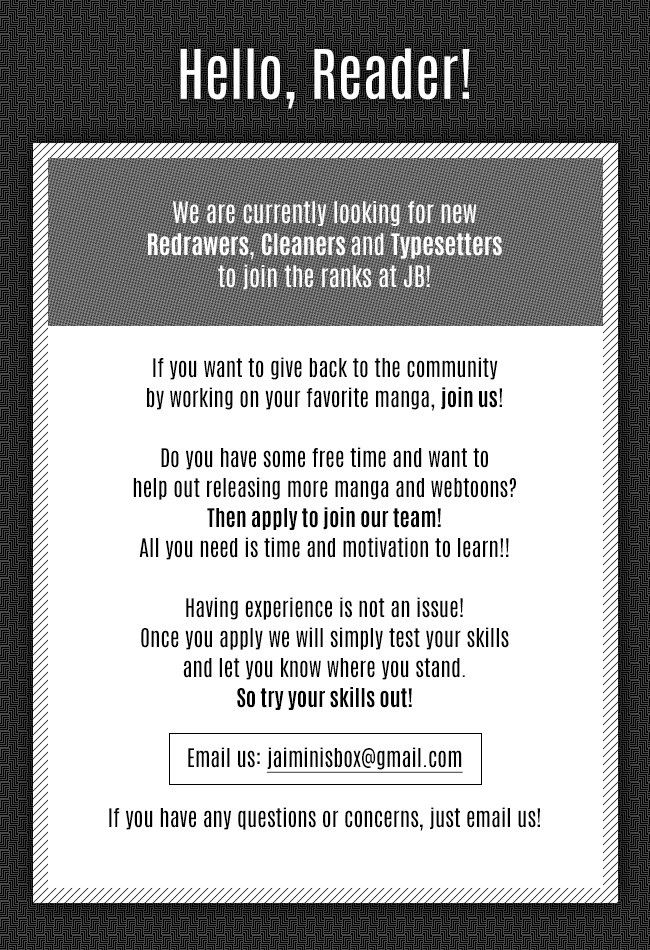 Hello, Reader!
We are currently looking for new
Redrawers, Cleaners and Typesetters
to join the ranks at JB!
If you want to give back to the community
by working on your favorite manga, join us!
Do you have some free time and want to
help out releasing more manga and webtoons?
Then apply to join our team!
All you need is time and motivation to learn!!
Having experience is not an issue!
Once you apply we will simply test your skills
and let you know where you stand.
So try your skills out!
Email us: jaiminisbox@gmail.com
If you have any questions or concerns, just email us!